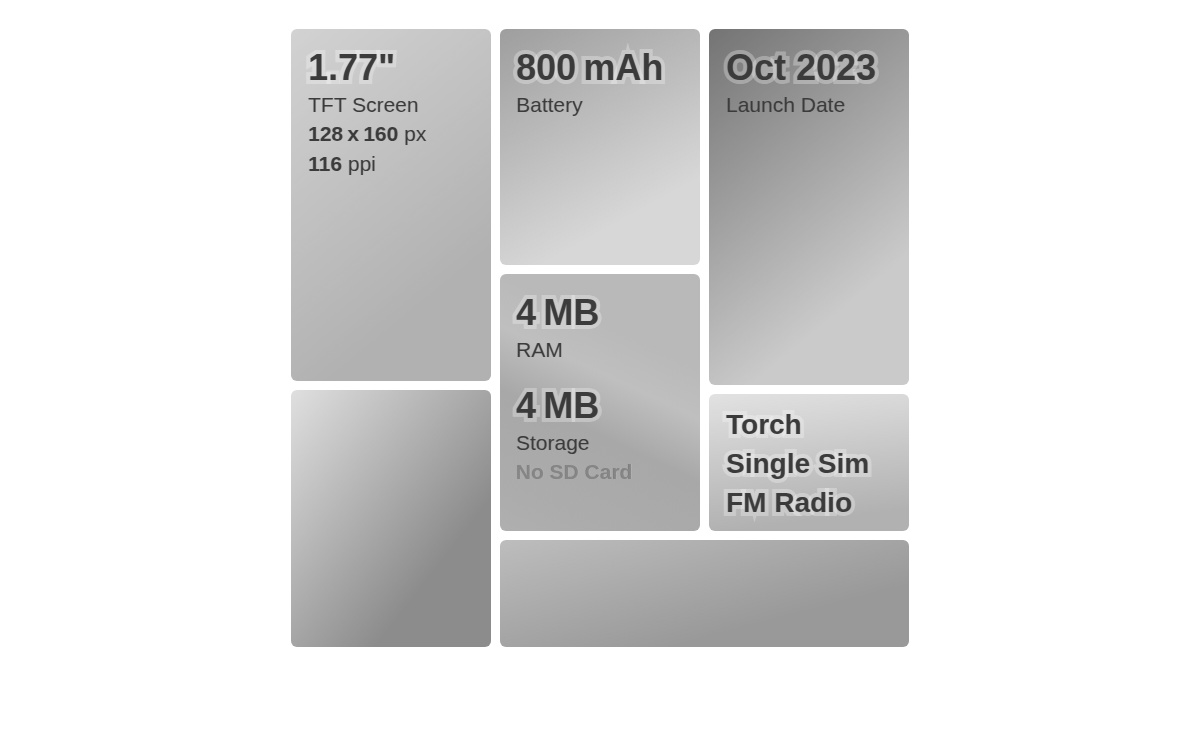 1.77"
TFT Screen
128 x 160 px
116 ppi
800 mAh
Battery
Oct 2023
Launch Date
4 MB
RAM
4 MB
Storage
No SD Card
Torch
Single Sim
FM Radio